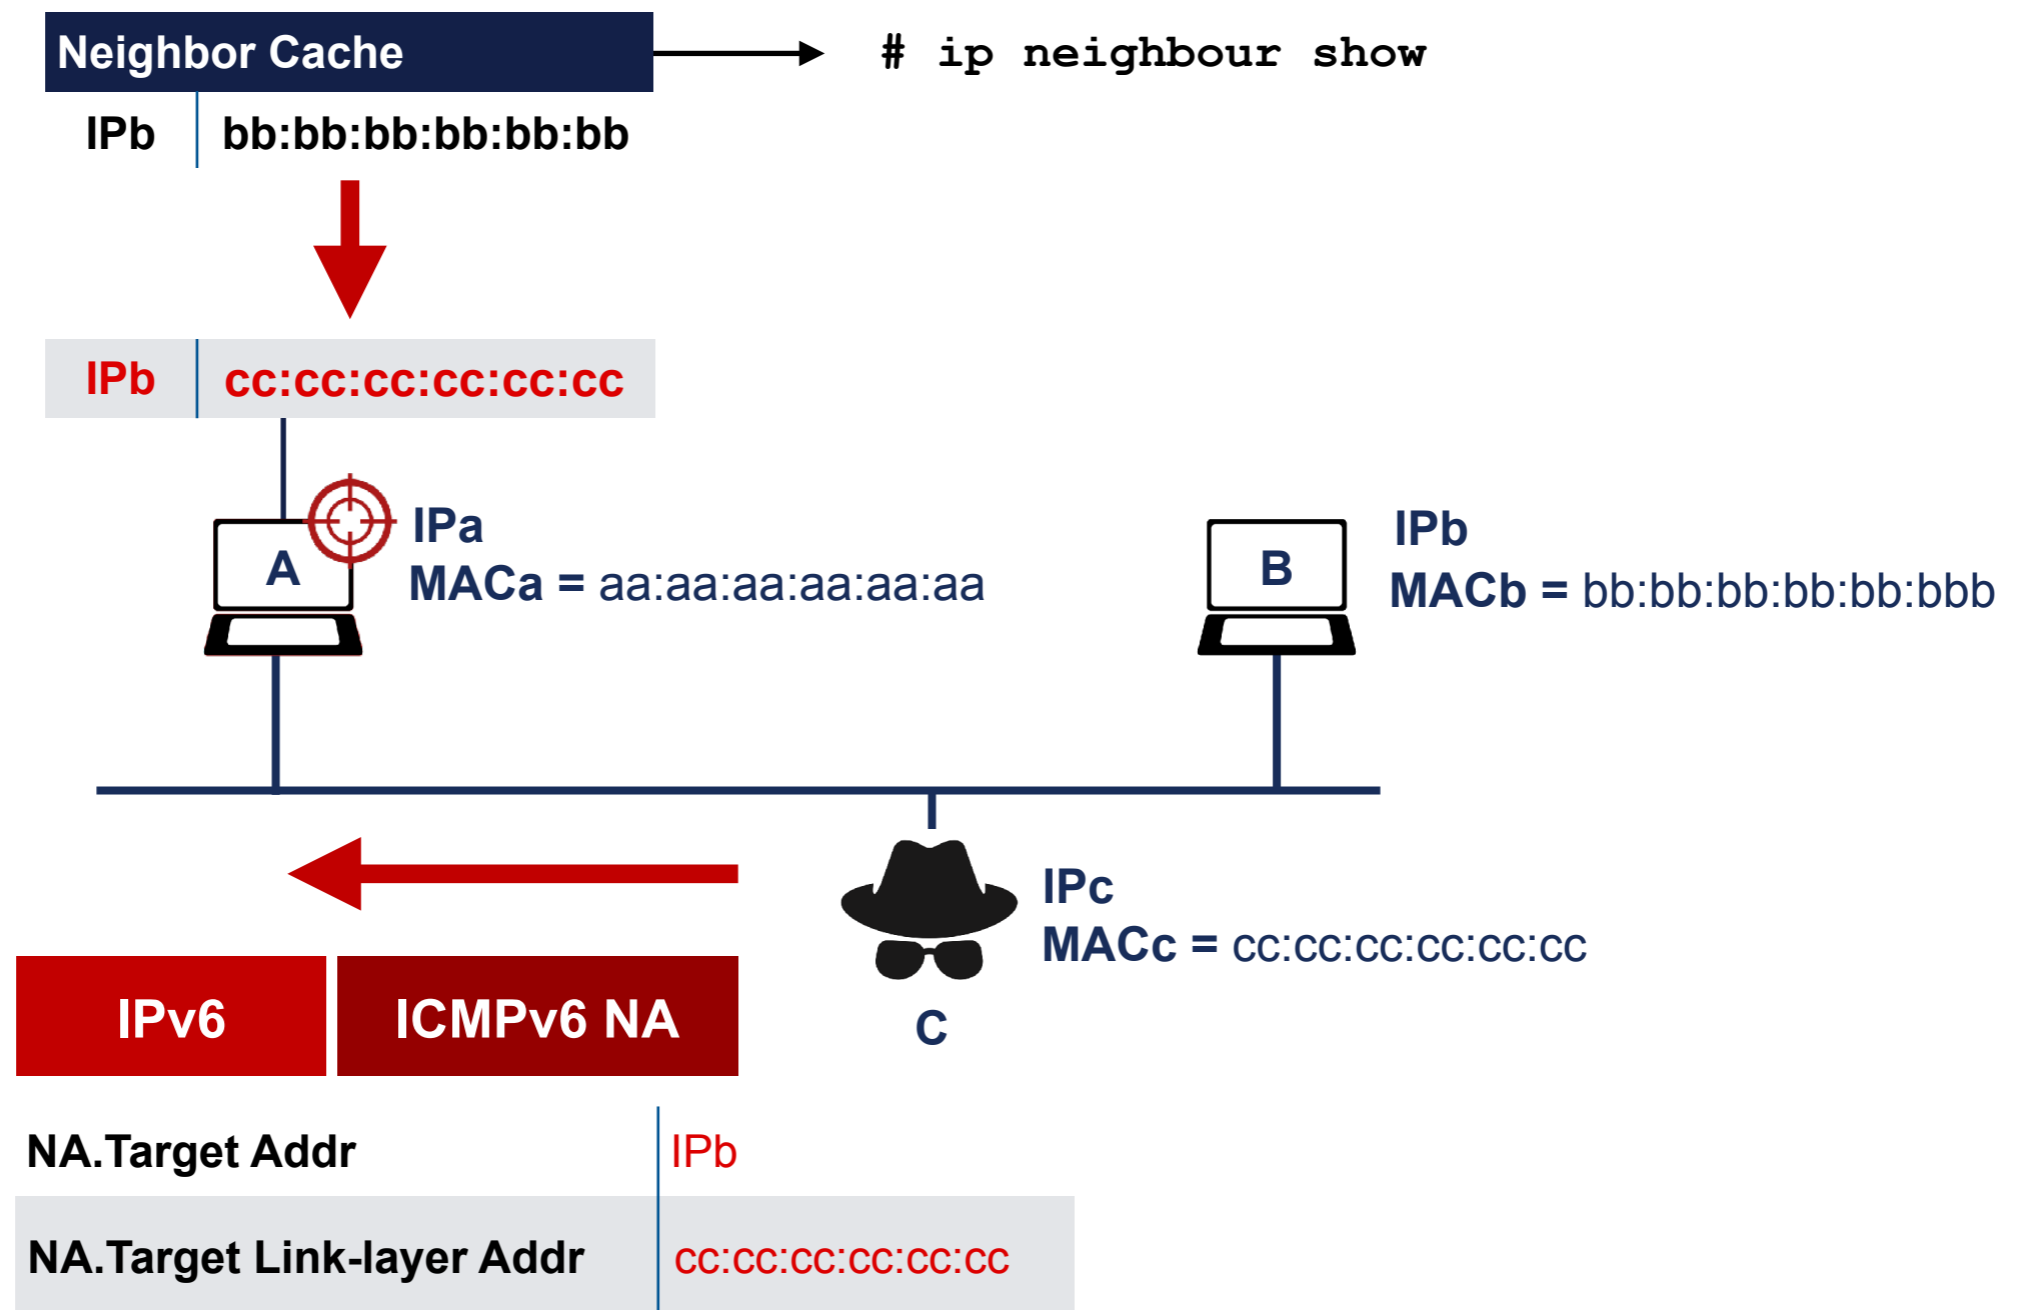 Neighbor Cache
# ip neighbour show
IPb bb:bb:bb:bb:bb:bb
IPb cc:cc:cc:cc:cc:cc
A
IPa
MACa = aa:aa:aa:aa:aa:aa
B
IPb
MACb = bb:bb:bb:bb:bb:bbb
IPc
MACc = cc:cc:cc:cc:cc:cc
C
IPv6
ICMPv6 NA
NA.Target Addr IPb
NA.Target Link-layer Addr cc:cc:cc:cc:cc:cc